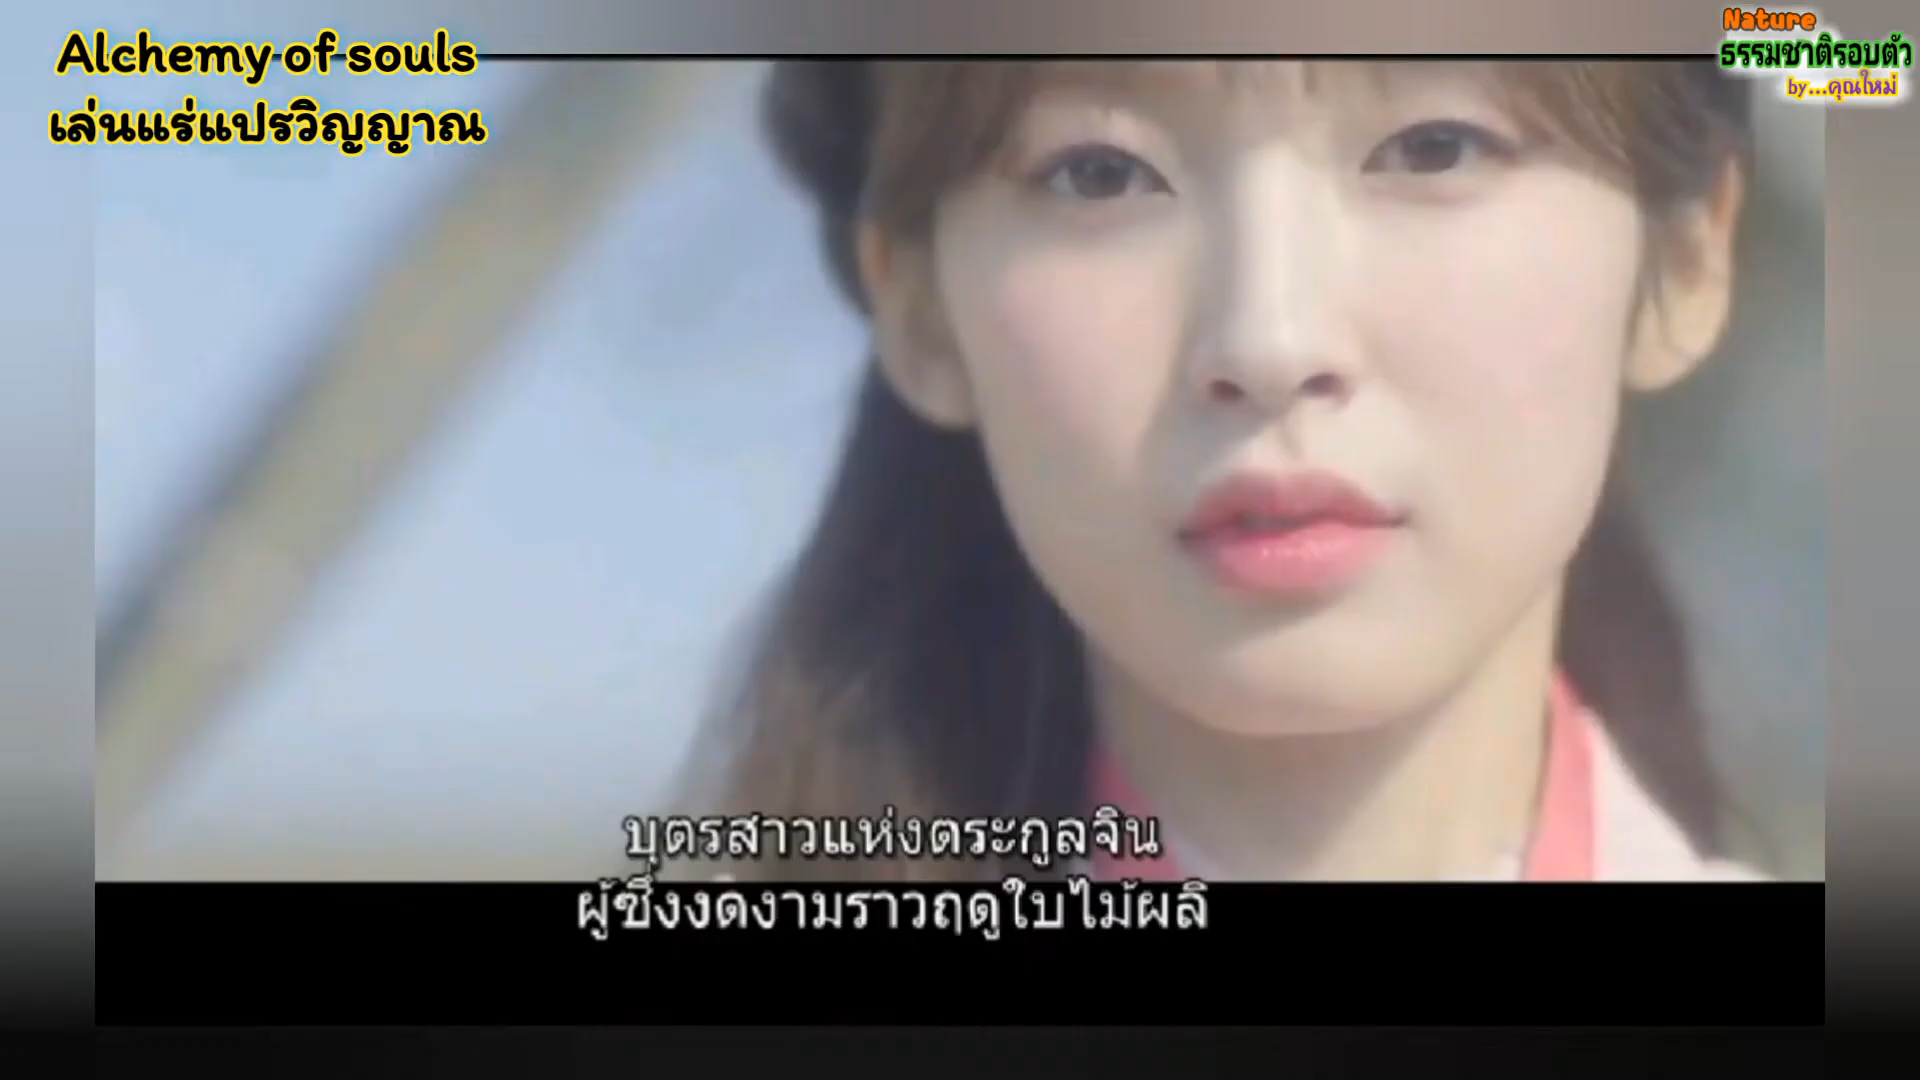 Alchemy of souls
เล่นแร่แปรวิญญาณ
Nature
ธรรมชาติรอบตัว
by...คุณใหม่
บุตรสาวแห่งตระกูลจิน
ผู้ซึ่งงดงามราวฤดูใบไม้ผลิ